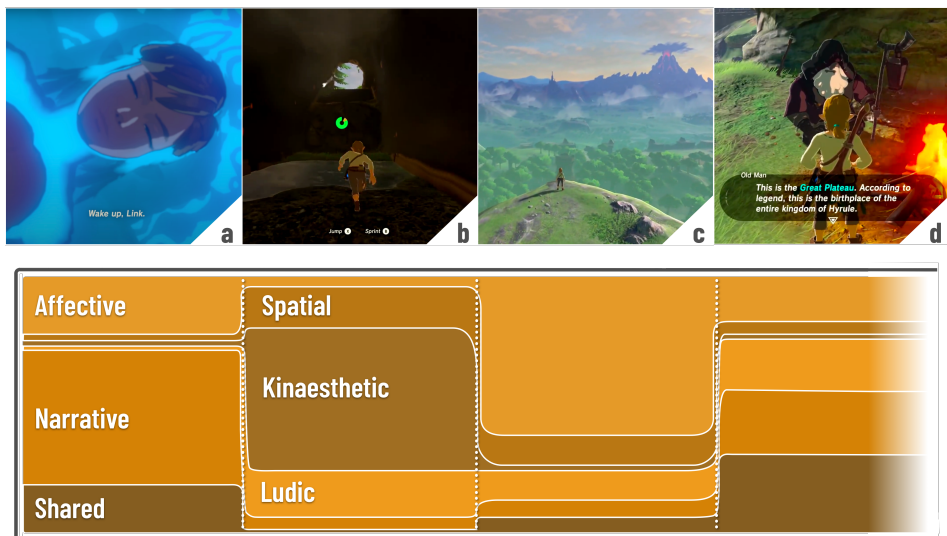 Wake up, Link.
a
Jump
Sprint
b
c
Old Man
This is the Great Plateau. According to
legend, this is the birthplace of the
entire kingdom of Hyrule.
d
Affective
Spatial
Kinaesthetic
Narrative
Ludic
Shared